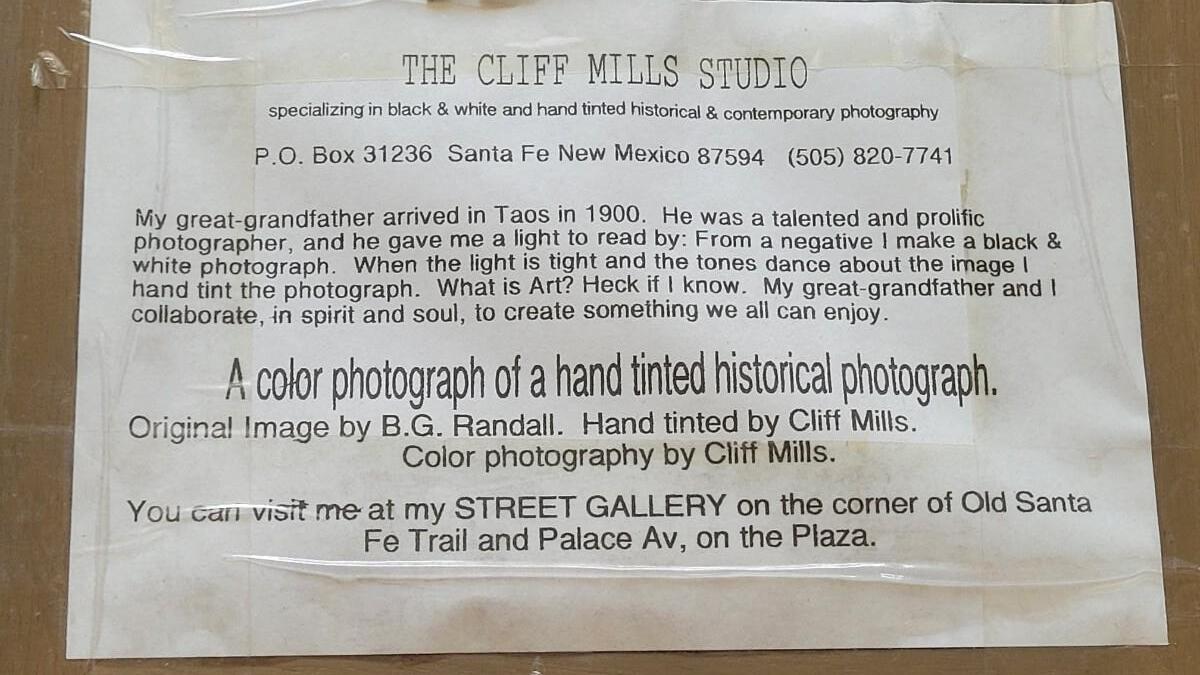 THE CLIFF MILLS STUDIO
specializing in black & white and hand tinted historical & contemporary photography
P.O. Box 31236 Santa Fe New Mexico 87594 (505) 820-7741
My great-grandfather arrived in Taos in 1900. He was a talented and prolific
photographer, and he gave me a light to read by: From a negative I make a black &
white photograph. When the light is tight and the tones dance about the image I
hand tint the photograph. What is Art? Heck if I know. My great-grandfather and I
collaborate, in spirit and soul, to create something we all can enjoy.
A color photograph of a hand tinted historical photograph.
Original Image by B.G. Randall. Hand tinted by Cliff Mills.
Color photography by Cliff Mills.
You can visit me at my STREET GALLERY on the corner of Old Santa
Fe Trail and Palace Av, on the Plaza.